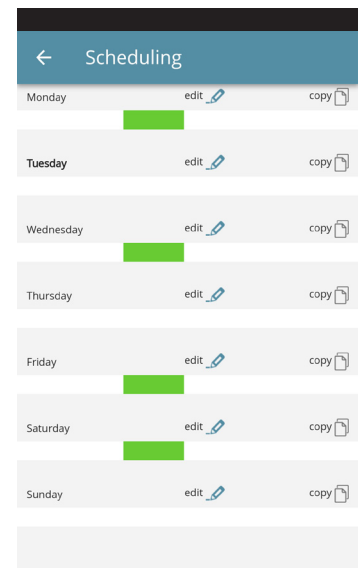 Scheduling
Monday edit copy
Tuesday edit copy
Wednesday edit copy
Thursday edit copy
Friday edit copy
Saturday edit copy
Sunday edit copy